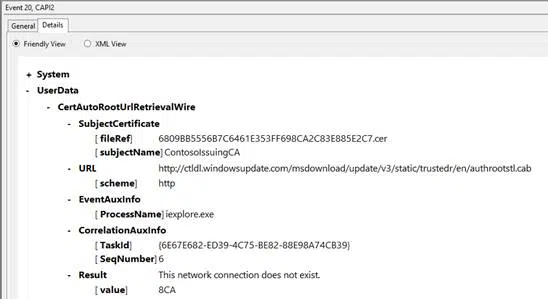 Event 20, CAPI2
General Details
Friendly View XML View
+ System
- UserData
- CertAutoRootUrlRetrievalWire
- SubjectCertificate
[ fileRef] 6809BB5556B7C6461E353FF698CA2C83E885E2C7.cer
[ subjectName] ContosoIssuingCA
- URL http://ctldl.windowsupdate.com/msdownload/update/v3/static/trustedr/en/authrootstl.cab
[ scheme] http
- EventAuxInfo
[ ProcessName] iexplore.exe
- CorrelationAuxInfo
[ TaskId] {6E67E682-ED39-4C75-BE82-88E98A74CB39}
[ SeqNumber] 6
- Result This network connection does not exist.
[ value] 8CA